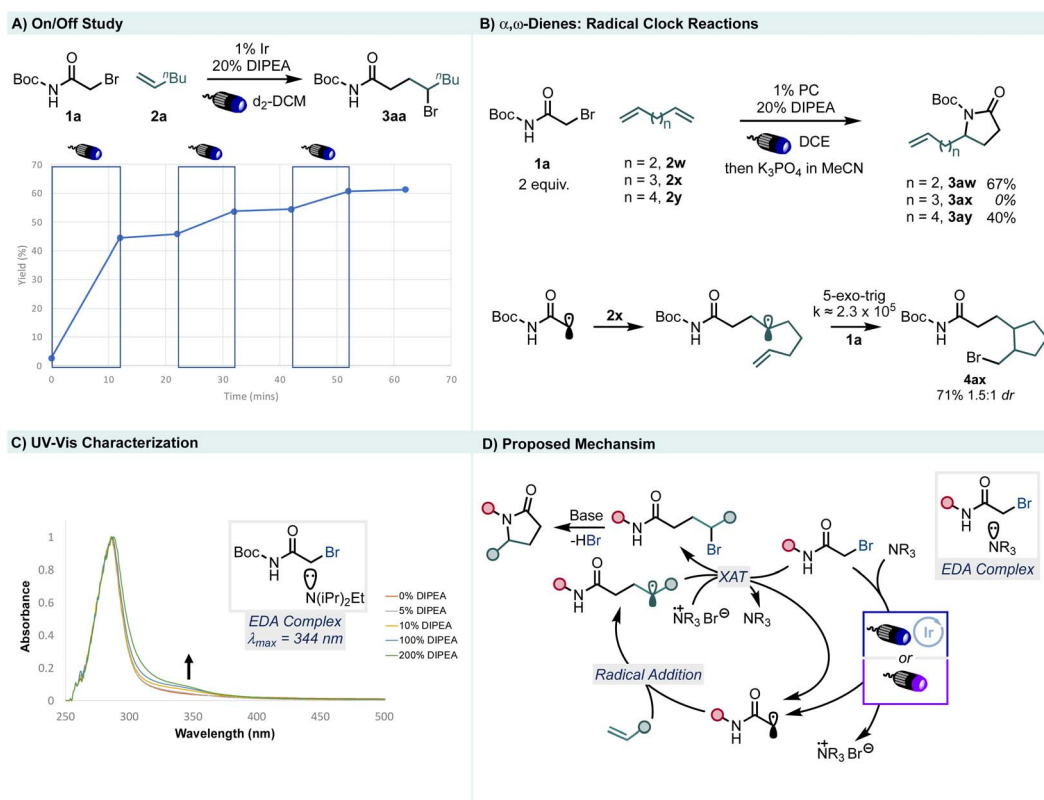 A) On/Off Study
Boc
N
H
O
Br
1a
nBu
2a
1% Ir
20% DIPEA
d2-DCM
Boc
N
H
O
nBu
Br
3aa
Yield (%)
70
60
50
40
30
20
10
0
0 10 20 30 40 50 60 70
Time (mins)
B) α,ω-Dienes: Radical Clock Reactions
Boc
N
H
O
Br
1a
2 equiv.
n
n = 2, 2w
n = 3, 2x
n = 4, 2y
1% PC
20% DIPEA
DCE
then K3PO4 in MeCN
Boc
N
O
n
n = 2, 3aw 67%
n = 3, 3ax 0%
n = 4, 3ay 40%
Boc
N
H
O
2x
Boc
N
H
O
5-exo-trig
k ≈ 2.3 x 10⁵
1a
Boc
N
H
O
Br
4ax
71% 1.5:1 dr
C) UV-Vis Characterization
Absorbance
1
0.8
0.6
0.4
0.2
0
250 300 350 400 450 500
Wavelength (nm)
Boc
N
H
O
Br
N(iPr)2Et
EDA Complex
λmax = 344 nm
0% DIPEA
5% DIPEA
10% DIPEA
100% DIPEA
200% DIPEA
D) Proposed Mechansim
O
N
Base
-HBr
O
N
H
Br
O
N
H
Br
NR3
O
N
H
Br
NR3
EDA Complex
O
N
H
XAT
NR3 Br⊖
NR3
Ir
or
Radical Addition
O
N
H
NR3 Br⊖